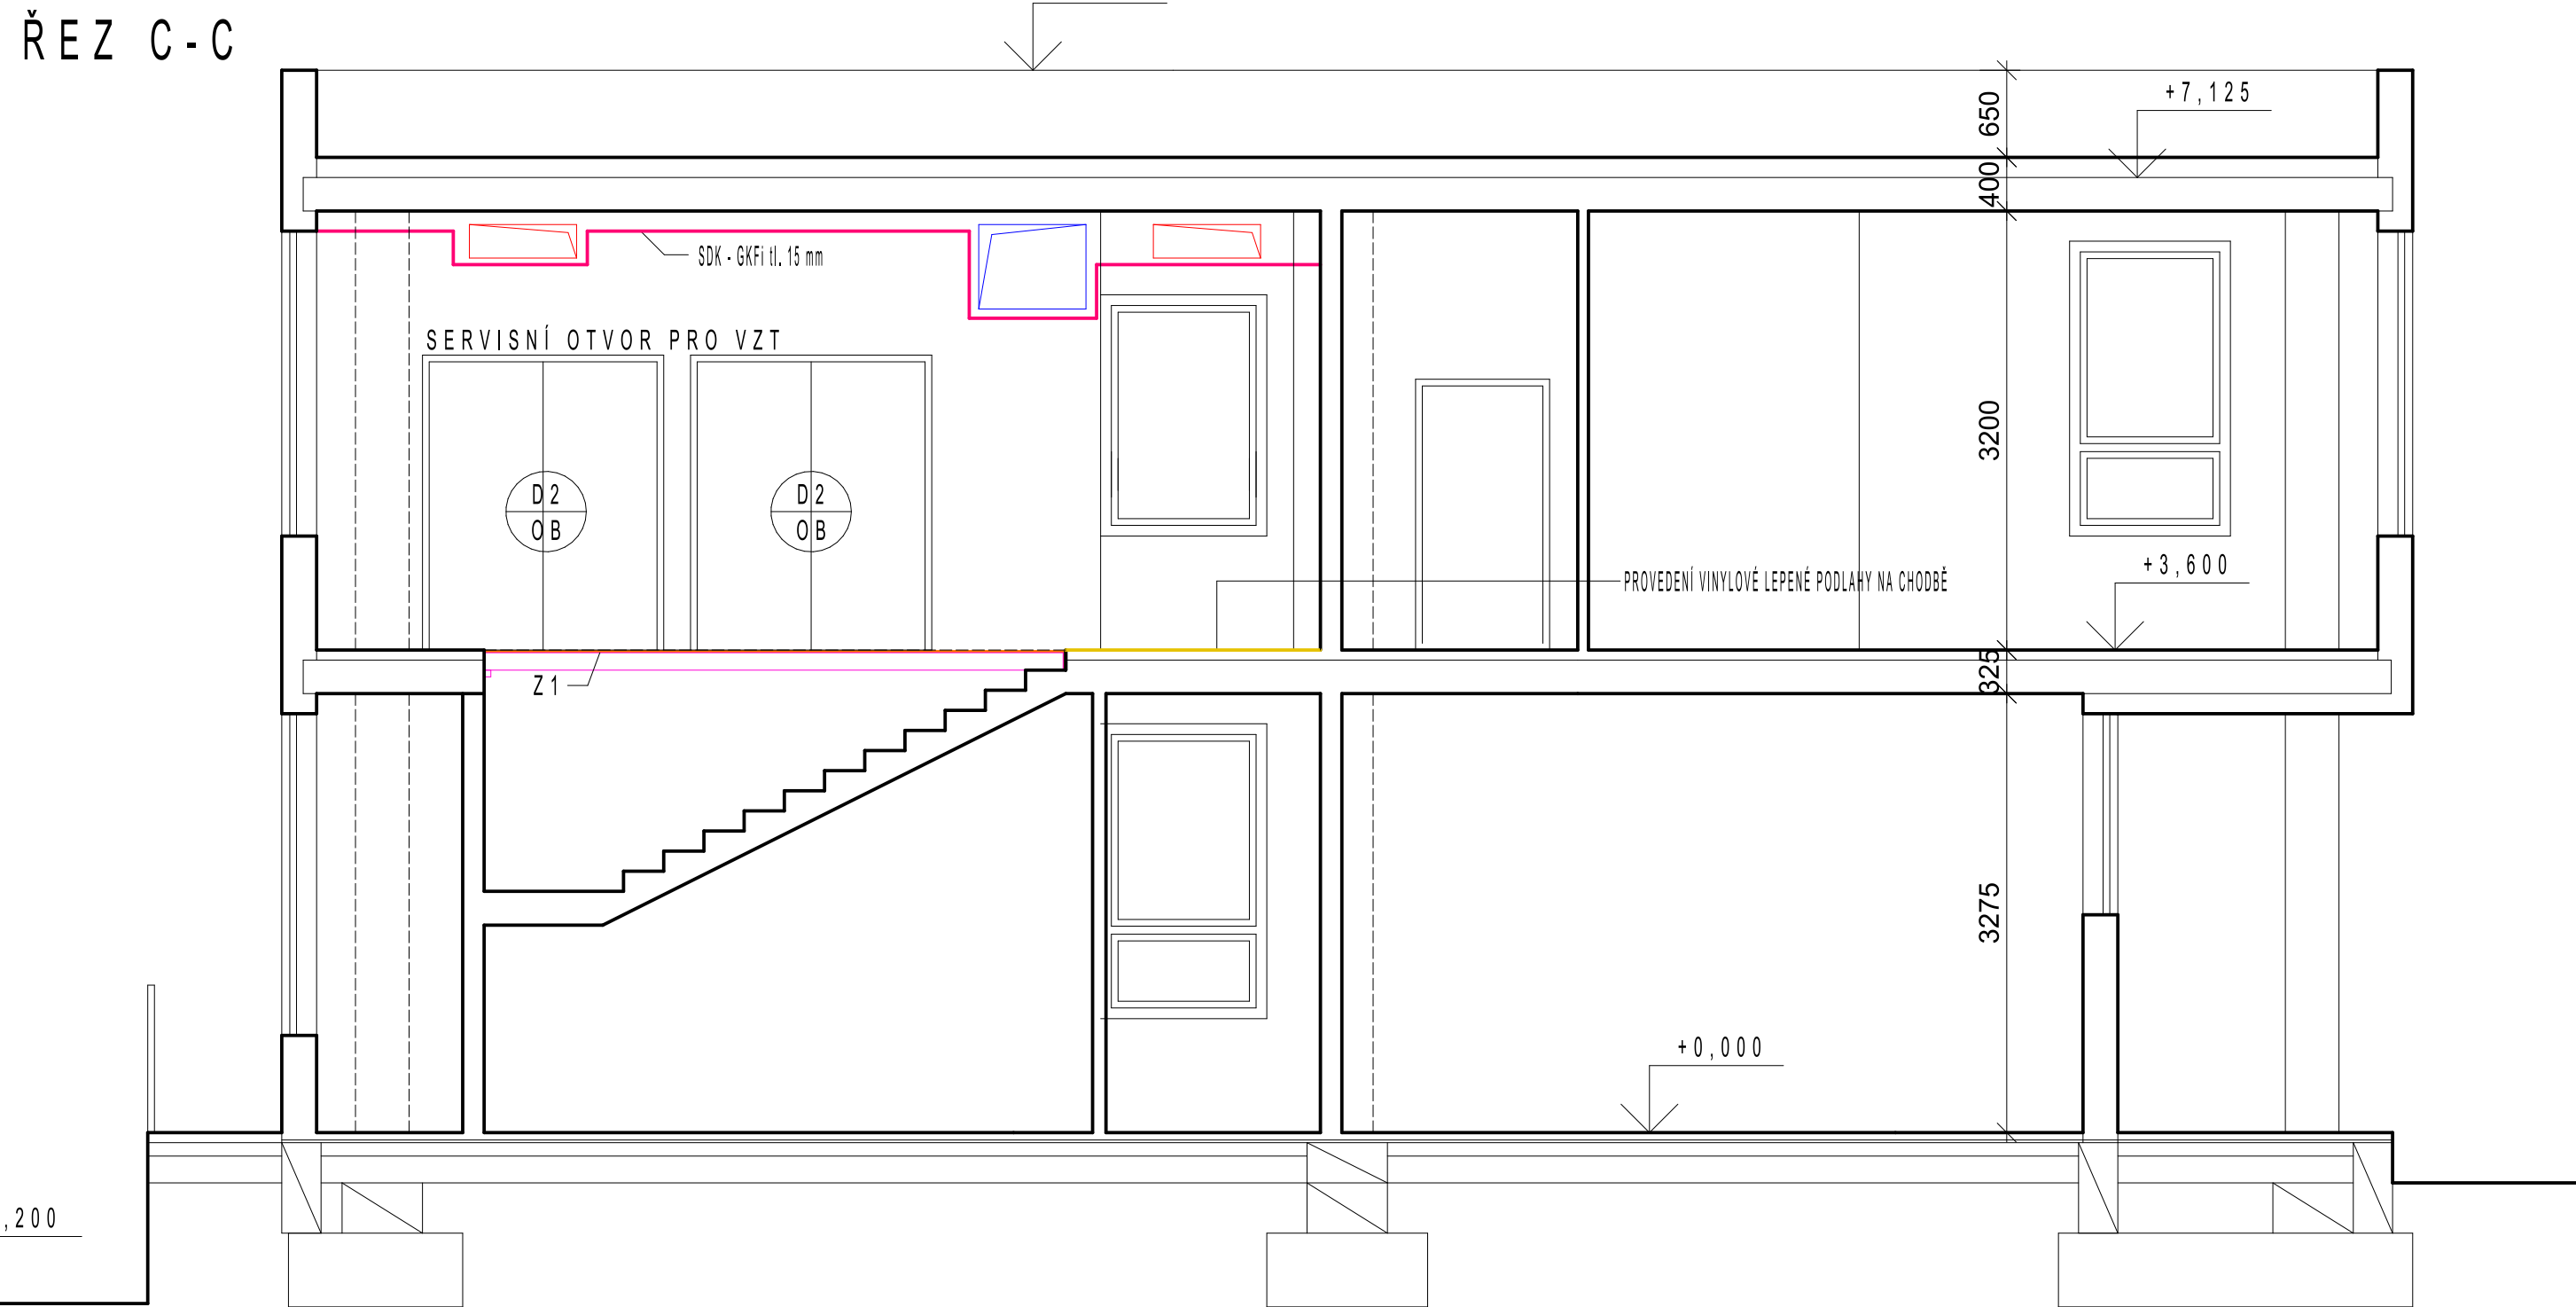 ŘEZ C-C
+7,125
650
400
SDK - GKFi tl. 15 mm
SERVISNÍ OTVOR PRO VZT
3200
D2
OB
D2
OB
+3,600
PROVEDENÍ VINYLOVÉ LEPENÉ PODLAHY NA CHODBĚ
325
Z1
3275
+0,000
,200